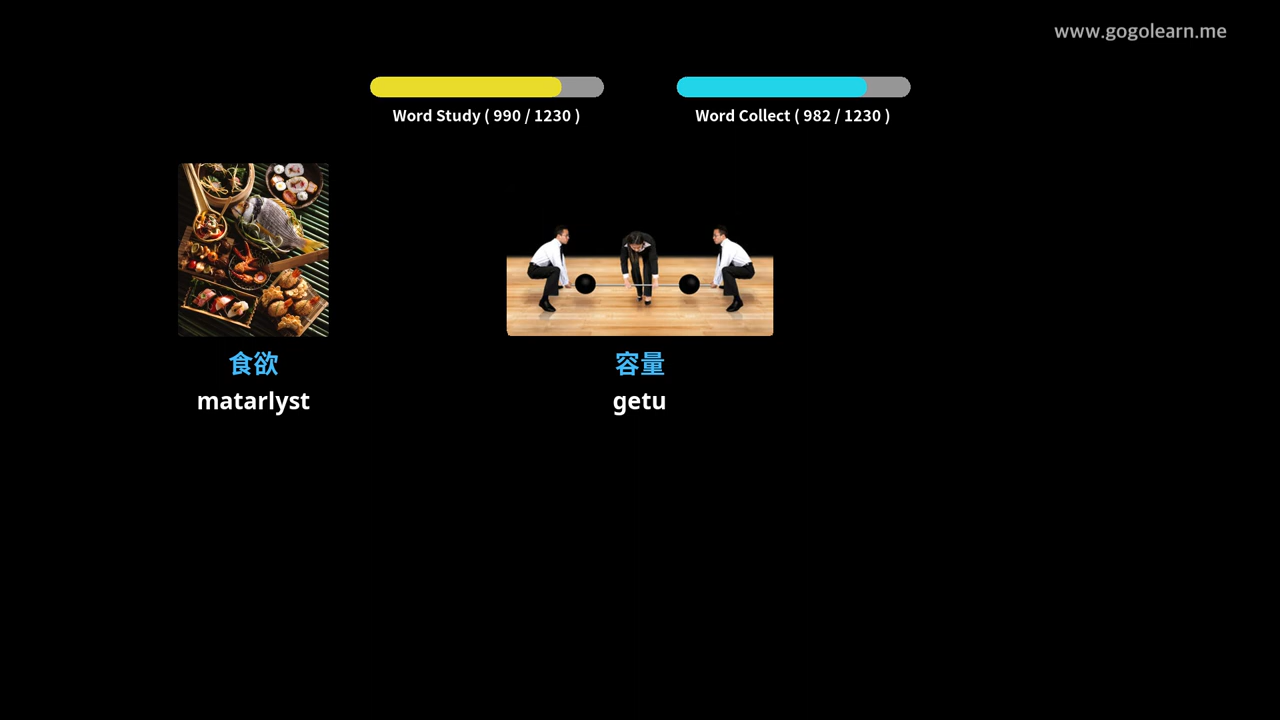 www.gogolearn.me
Word Study ( 990 / 1230 )
Word Collect ( 982 / 1230 )
食欲
matarlyst
容量
getu